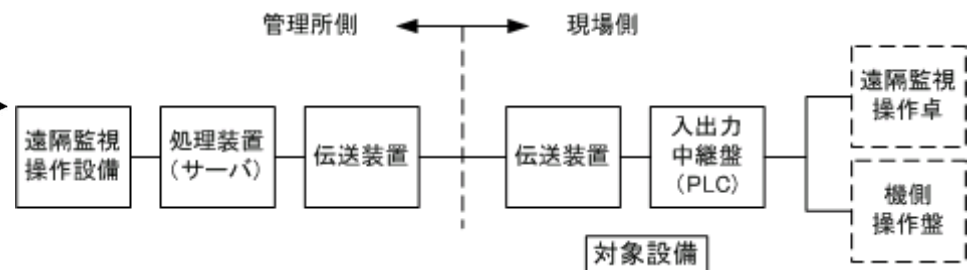 管理所側
現場側
遠隔監視
操作設備
処理装置
(サーバ)
伝送装置
伝送装置
入出力
中継盤
(PLC)
遠隔監視
操作卓
機側
操作盤
対象設備